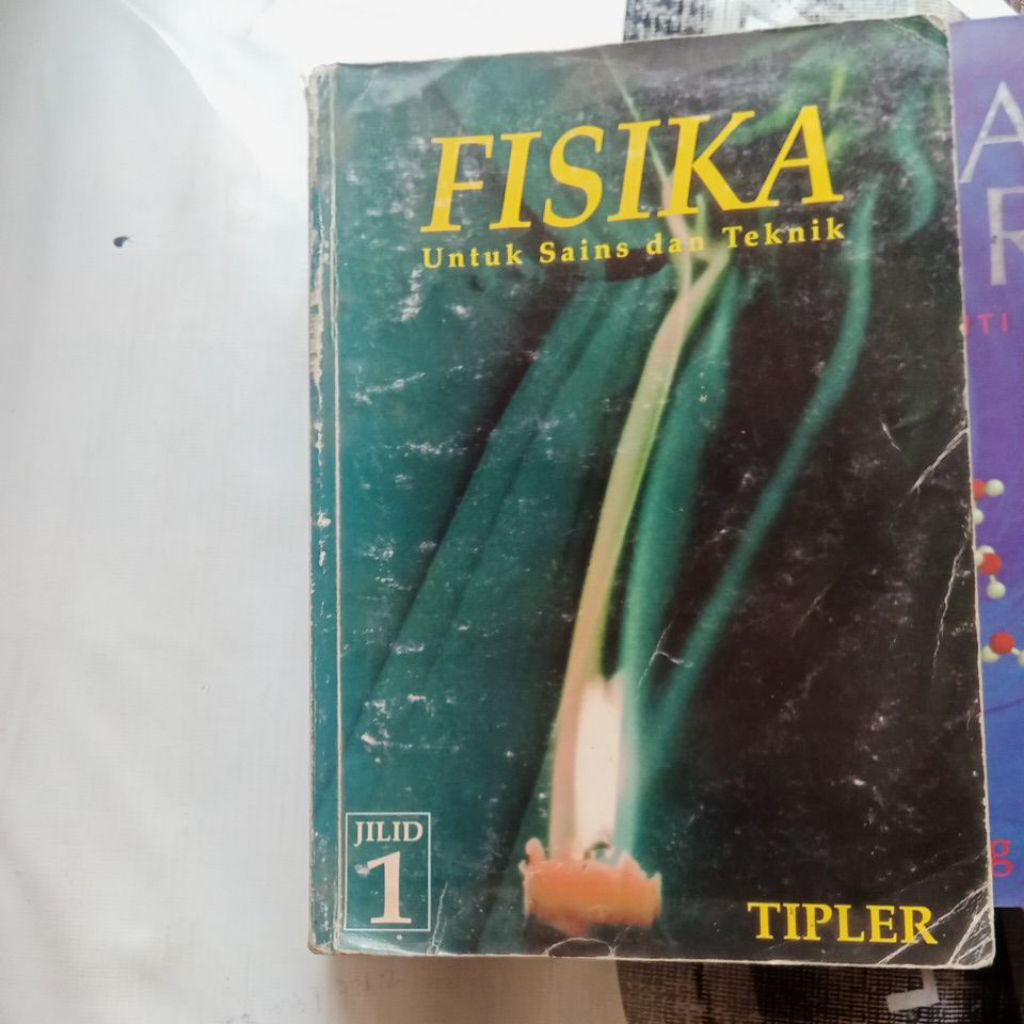 FISIKA
Untuk Sains dan Teknik
JILID
1
TIPLER